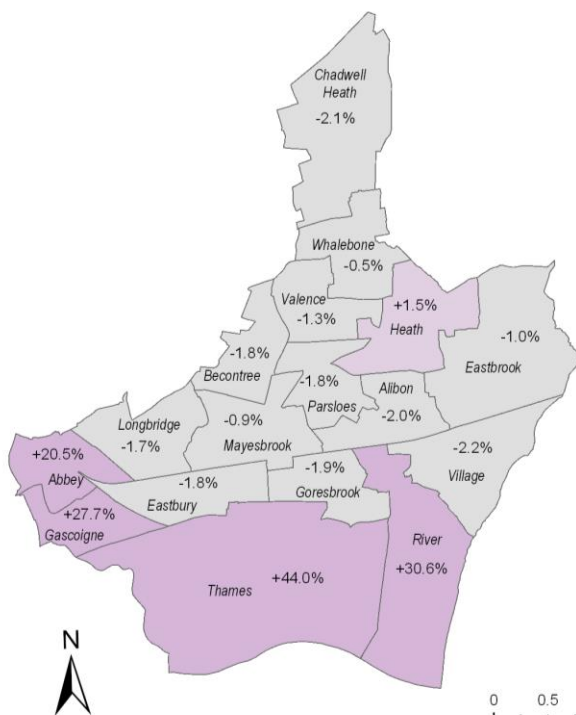 Chadwell
Heath
-2.1%
Whalebone
-0.5%
Valence
-1.3%
+1.5%
Heath
-1.0%
Eastbrook
-1.8%
Becontree
-1.8%
Parsloes
Alibon
-2.0%
Longbridge
-1.7%
-0.9%
Mayesbrook
+20.5%
Abbey
-2.2%
Village
-1.8%
Eastbury
-1.9%
Goresbrook
+27.7%
Gascoigne
River
+30.6%
Thames +44.0%
N
0 0.5